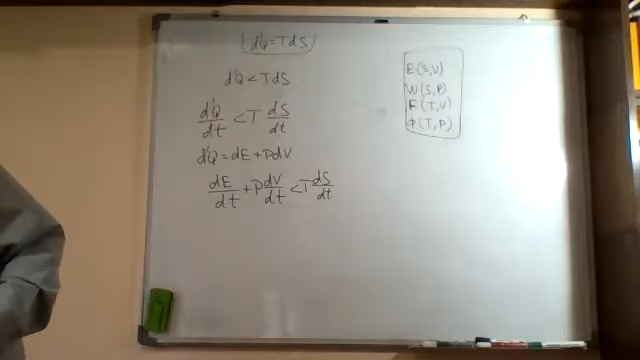 đQ = TdS
đQ < TdS
đQ/dt < T dS/dt
đQ = dE + PdV
dE/dt + P dV/dt < T dS/dt
E(S,V)
W(S,P)
F(T,V)
Φ(T,P)